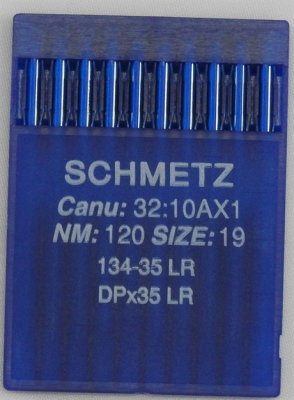 SCHMETZ
Canu: 32:10AX1
NM: 120 SIZE: 19
134-35 LR
DPx35 LR